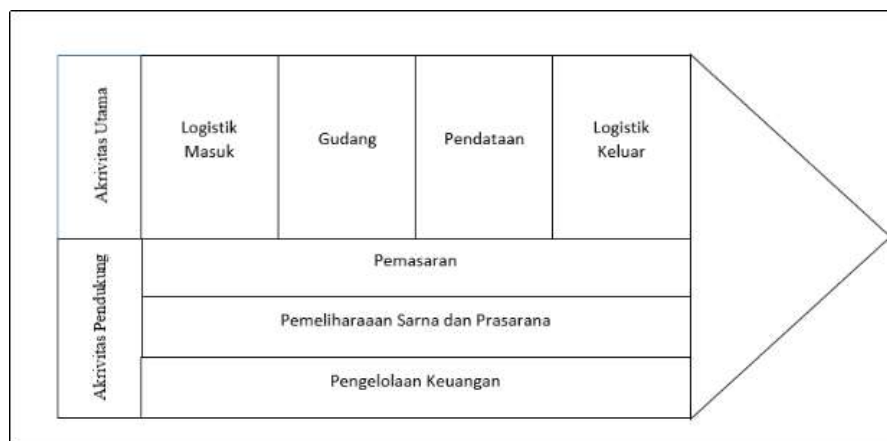 Akrivitas Utama
Logistik
Masuk
Gudang
Pendataan
Logistik
Keluar
Akrivitas Pendukung
Pemasaran
Pemeliharaaan Sarna dan Prasarana
Pengelolaan Keuangan